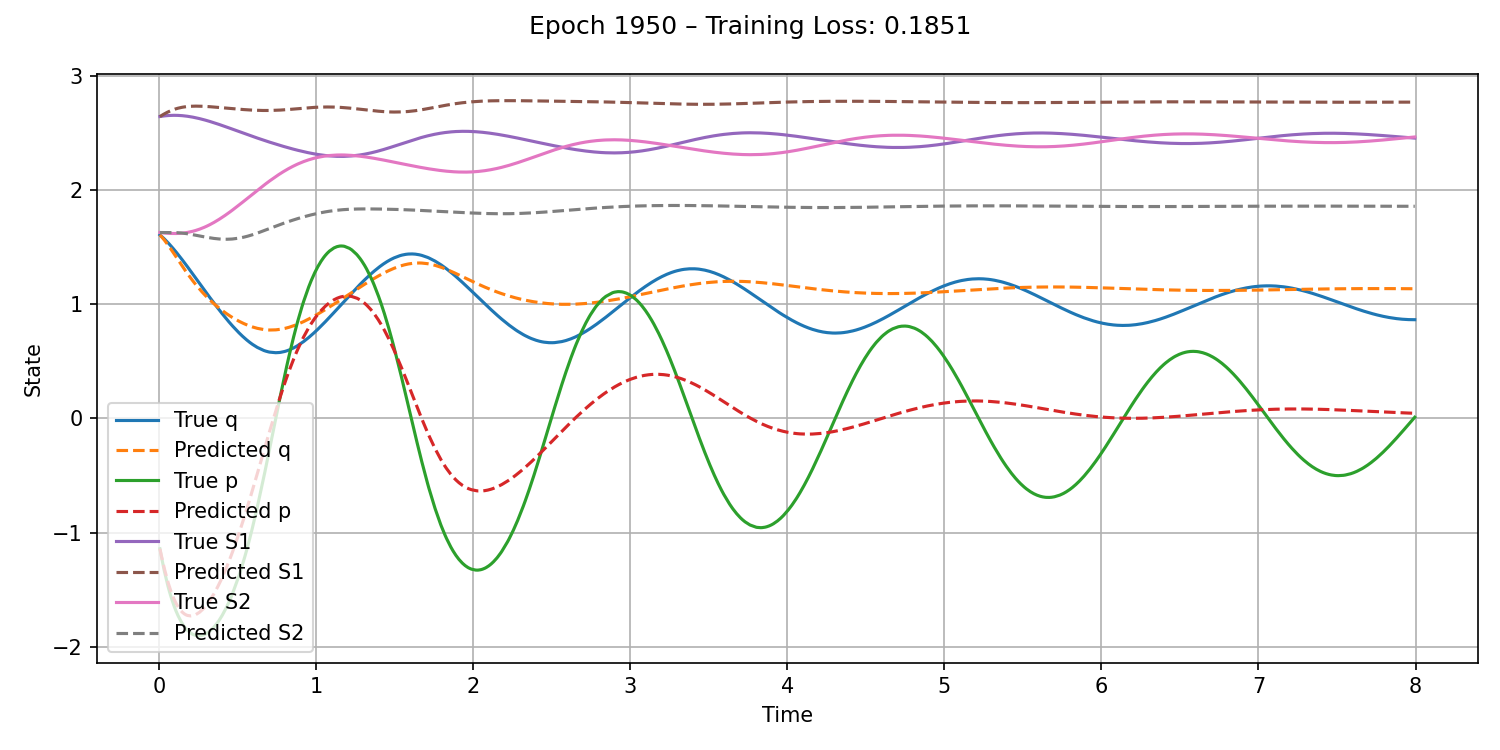 Epoch 1950 – Training Loss: 0.1851
3
2
1
0
−1
−2
State
True q
Predicted q
True p
Predicted p
True S1
Predicted S1
True S2
Predicted S2
0 1 2 3 4 5 6 7 8
Time